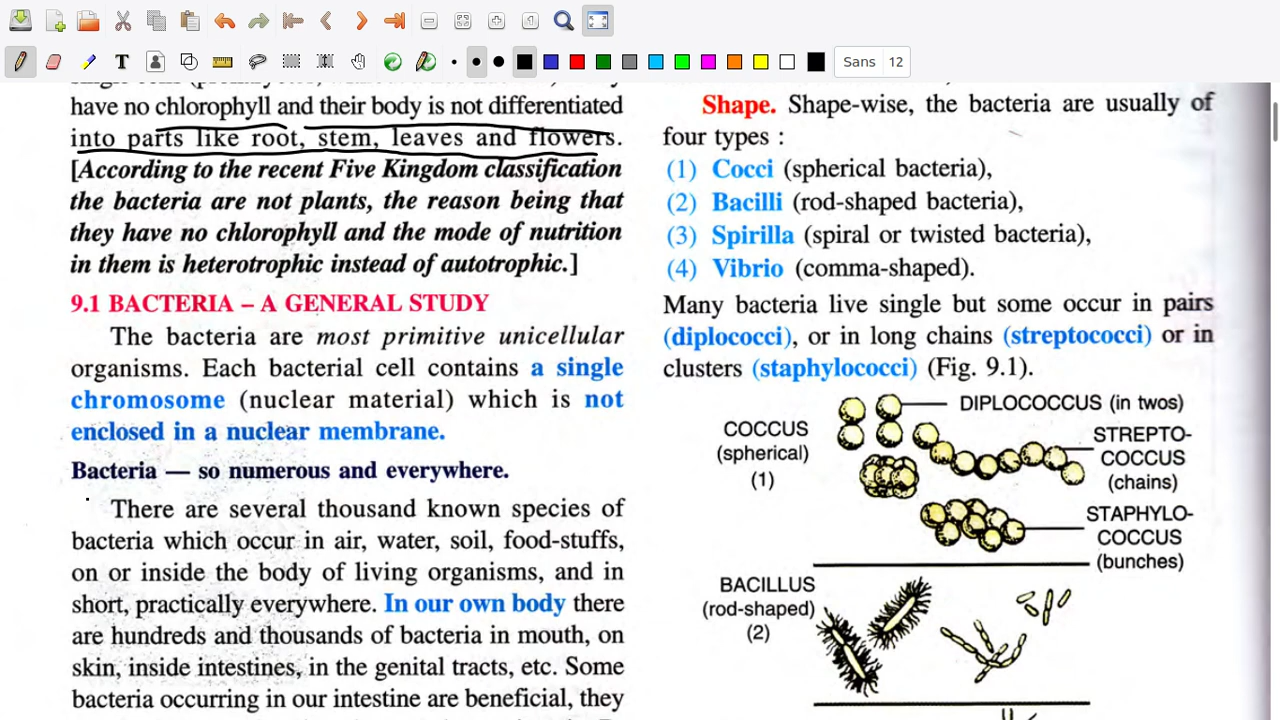 Sans 12
have no chlorophyll and their body is not differentiated
into parts like root, stem, leaves and flowers.
[According to the recent Five Kingdom classification
the bacteria are not plants, the reason being that
they have no chlorophyll and the mode of nutrition
in them is heterotrophic instead of autotrophic.]
9.1 BACTERIA – A GENERAL STUDY
The bacteria are most primitive unicellular
organisms. Each bacterial cell contains a single
chromosome (nuclear material) which is not
enclosed in a nuclear membrane.
Bacteria — so numerous and everywhere.
There are several thousand known species of
bacteria which occur in air, water, soil, food-stuffs,
on or inside the body of living organisms, and in
short, practically everywhere. In our own body there
are hundreds and thousands of bacteria in mouth, on
skin, inside intestines, in the genital tracts, etc. Some
bacteria occurring in our intestine are beneficial, they
Shape. Shape-wise, the bacteria are usually of
four types :
(1) Cocci (spherical bacteria),
(2) Bacilli (rod-shaped bacteria),
(3) Spirilla (spiral or twisted bacteria),
(4) Vibrio (comma-shaped).
Many bacteria live single but some occur in pairs
(diplococci), or in long chains (streptococci) or in
clusters (staphylococci) (Fig. 9.1).
DIPLOCOCCUS (in twos)
COCCUS
(spherical)
(1)
STREPTO-
COCCUS
(chains)
STAPHYLO-
COCCUS
(bunches)
BACILLUS
(rod-shaped)
(2)